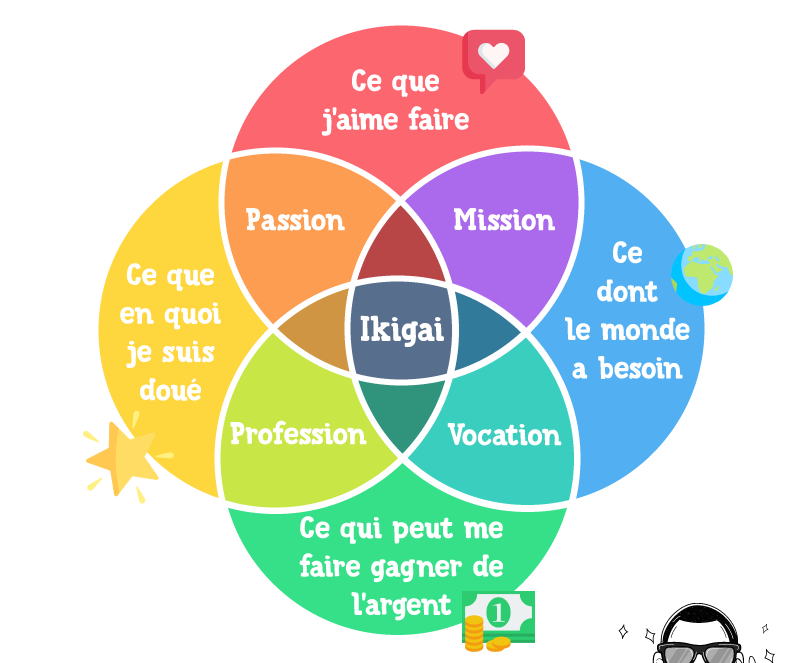 Ce que
j'aime faire
Passion
Mission
Ce que
en quoi
je suis
doué
Ce
dont
le monde
a besoin
Ikigai
Profession
Vocation
Ce qui peut me
faire gagner de
l'argent
1